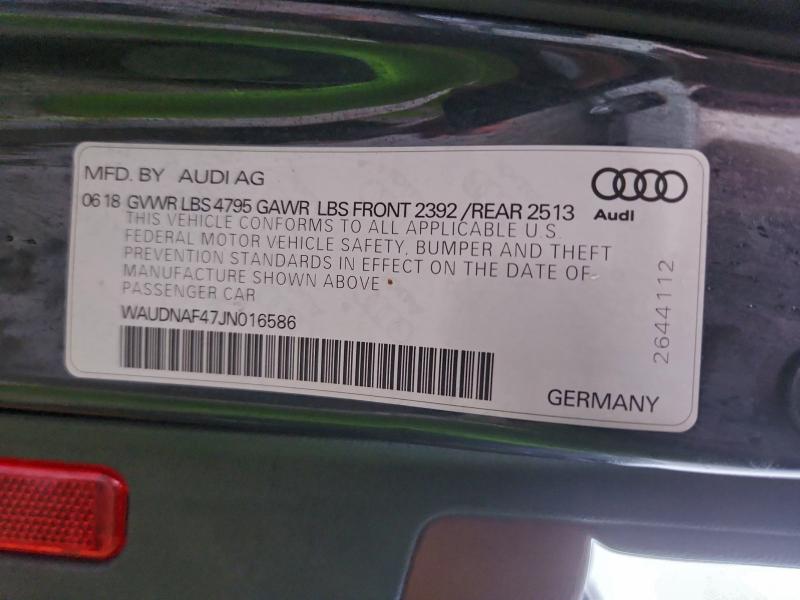 MFD. BY AUDI AG
06 18 GVWR LBS 4795 GAWR LBS FRONT 2392 /REAR 2513
THIS VEHICLE CONFORMS TO ALL APPLICABLE U.S.
FEDERAL MOTOR VEHICLE SAFETY, BUMPER AND THEFT
PREVENTION STANDARDS IN EFFECT ON THE DATE OF
MANUFACTURE SHOWN ABOVE
PASSENGER CAR
WAUDNAF47JN016586
GERMANY
Audi
2644112